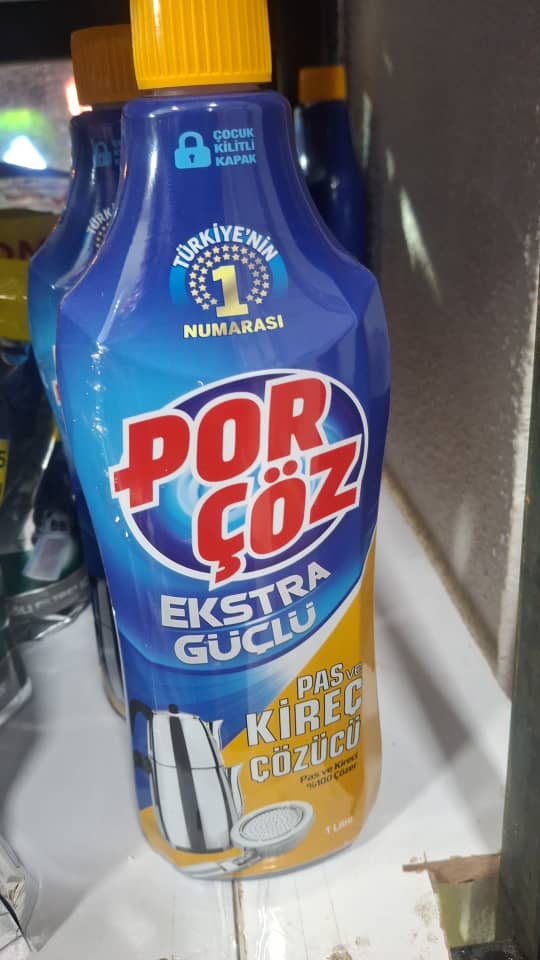 ÇOCUK
KİLİTLİ
KAPAK
TÜRKİYE'NİN
1
NUMARASI
POR
ÇÖZ
EKSTRA
GÜÇLÜ
PAS ve
KİREÇ
ÇÖZÜCÜ
Pas ve Kireci
%100 Çözer
1 Litre